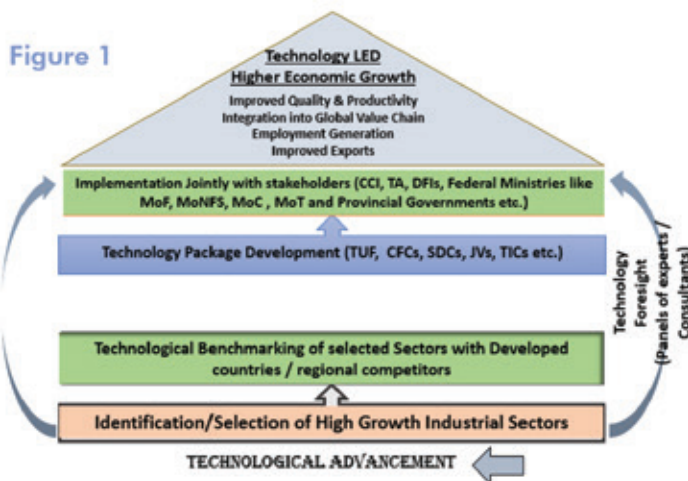 Figure 1
Technology LED
Higher Economic Growth
Improved Quality & Productivity
Integration into Global Value Chain
Employment Generation
Improved Exports
Implementation Jointly with stakeholders (CCI, TA, DFIs, Federal Ministries like
MoF, MoNFS, MoC , MoT and Provincial Governments etc.)
Technology Package Development (TUF, CFCs, SDCs, JVs, TICs etc.)
Technological Benchmarking of selected Sectors with Developed
countries / regional competitors
Identification/Selection of High Growth Industrial Sectors
TECHNOLOGICAL ADVANCEMENT
Technology
Foresight
(Panels of experts /
Consultants)